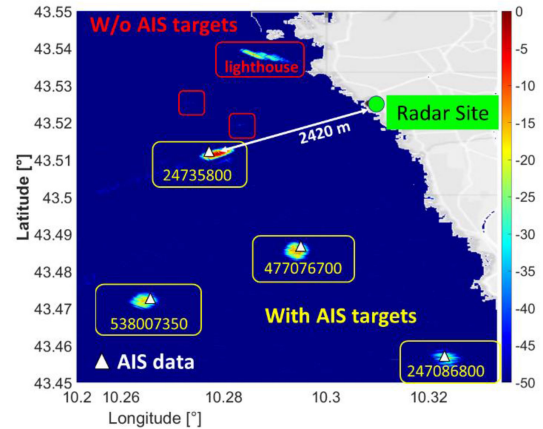 43.55
43.54
43.53
43.52
43.51
43.5
43.49
43.48
43.47
43.46
43.45
Latitude [°]
W/o AIS targets
lighthouse
Radar Site
2420 m
24735800
477076700
538007350
With AIS targets
AIS data
247086800
10.2 10.26 10.28 10.3 10.32
Longitude [°]
0
-5
-10
-15
-20
-25
-30
-35
-40
-45
-50